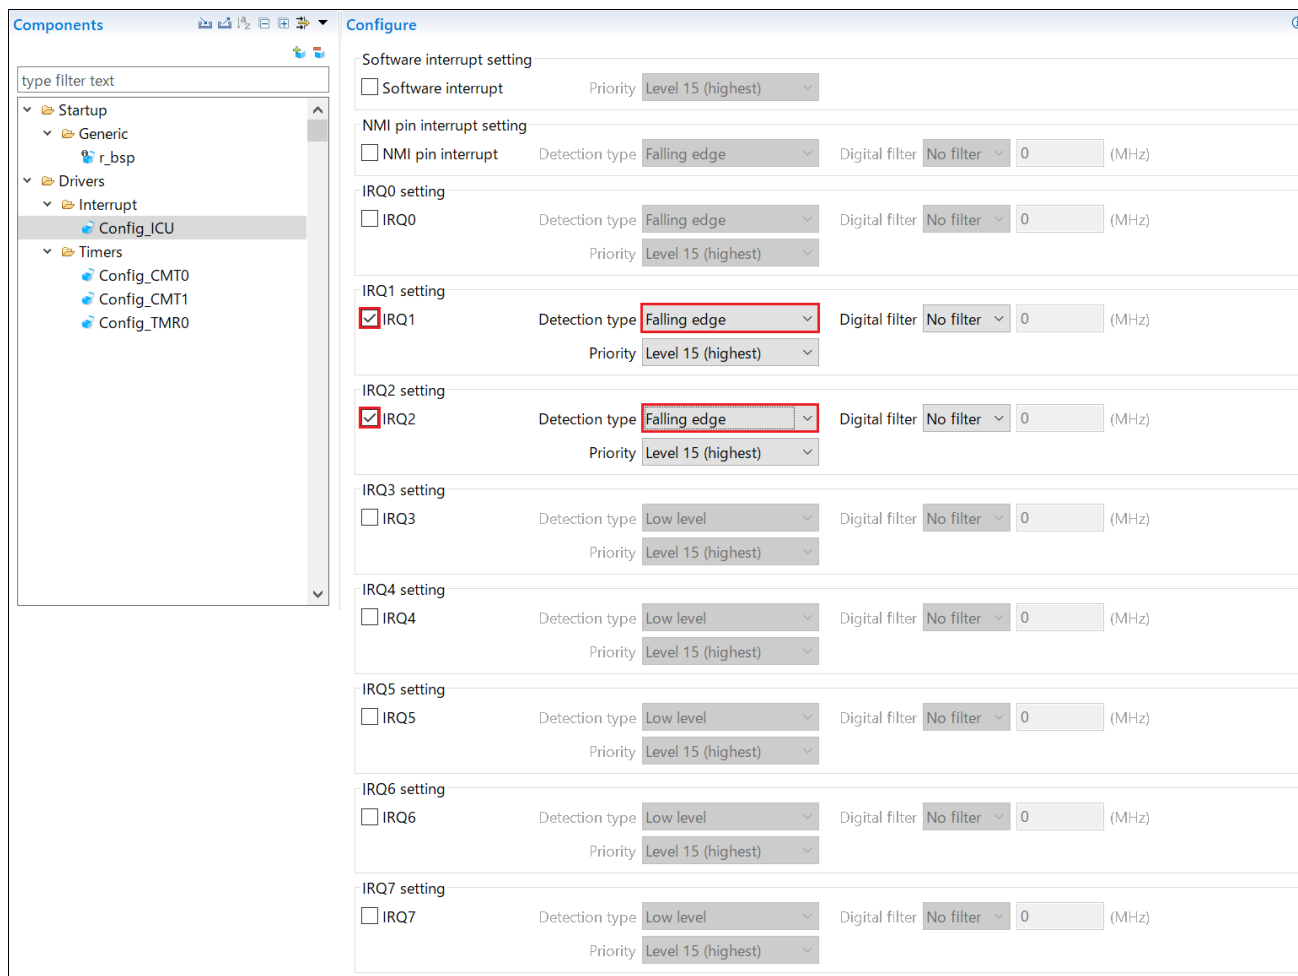 Components
type filter text
Startup
Generic
r_bsp
Drivers
Interrupt
Config_ICU
Timers
Config_CMT0
Config_CMT1
Config_TMR0
Configure
Software interrupt setting
Software interrupt Priority Level 15 (highest)
NMI pin interrupt setting
NMI pin interrupt Detection type Falling edge Digital filter No filter 0 (MHz)
IRQ0 setting
IRQ0 Detection type Falling edge Digital filter No filter 0 (MHz)
Priority Level 15 (highest)
IRQ1 setting
IRQ1 Detection type Falling edge Digital filter No filter 0 (MHz)
Priority Level 15 (highest)
IRQ2 setting
IRQ2 Detection type Falling edge Digital filter No filter 0 (MHz)
Priority Level 15 (highest)
IRQ3 setting
IRQ3 Detection type Low level Digital filter No filter 0 (MHz)
Priority Level 15 (highest)
IRQ4 setting
IRQ4 Detection type Low level Digital filter No filter 0 (MHz)
Priority Level 15 (highest)
IRQ5 setting
IRQ5 Detection type Low level Digital filter No filter 0 (MHz)
Priority Level 15 (highest)
IRQ6 setting
IRQ6 Detection type Low level Digital filter No filter 0 (MHz)
Priority Level 15 (highest)
IRQ7 setting
IRQ7 Detection type Low level Digital filter No filter 0 (MHz)
Priority Level 15 (highest)